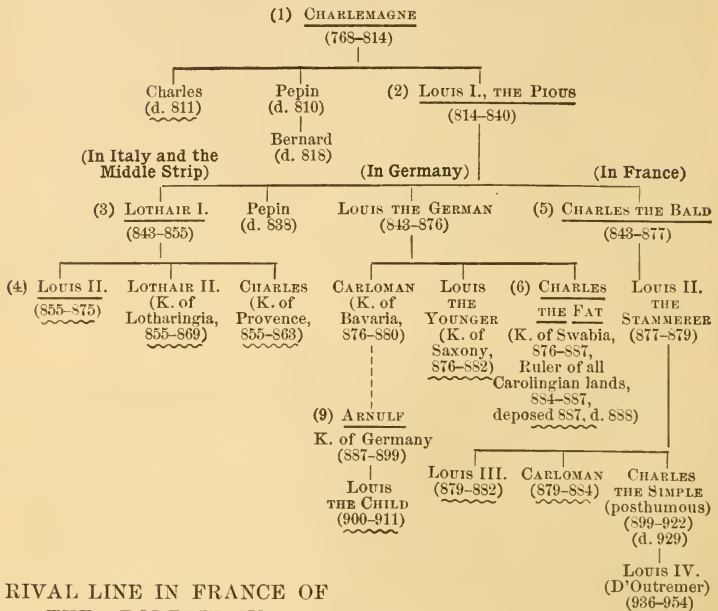 (1) CHARLEMAGNE
(768–814)
Charles
(d. 811)
Pepin
(d. 810)
Bernard
(d. 818)
(2) LOUIS I., THE PIOUS
(814–840)
(In Italy and the
Middle Strip)
(In Germany)
(In France)
(3) LOTHAIR I.
(843–855)
Pepin
(d. 838)
LOUIS THE GERMAN
(843–876)
(5) CHARLES THE BALD
(843–877)
(4) LOUIS II.
(855–875)
LOTHAIR II.
(K. of
Lotharingia,
855–869)
CHARLES
(K. of
Provence,
855–863)
CARLOMAN
(K. of
Bavaria,
876–880)
LOUIS
THE
YOUNGER
(K. of
Saxony,
876–882)
(6) CHARLES
THE FAT
(K. of Swabia,
876–887,
Ruler of all
Carolingian lands,
884–887,
deposed 887, d. 888)
LOUIS II.
THE
STAMMERER
(877–879)
(9) ARNULF
K. of Germany
(887–899)
LOUIS
THE CHILD
(900–911)
LOUIS III.
(879–882)
CARLOMAN
(879–884)
CHARLES
THE SIMPLE
(posthumous)
(899–922)
(d. 929)
LOUIS IV.
(D'Outremer)
(936–954)
RIVAL LINE IN FRANCE OF